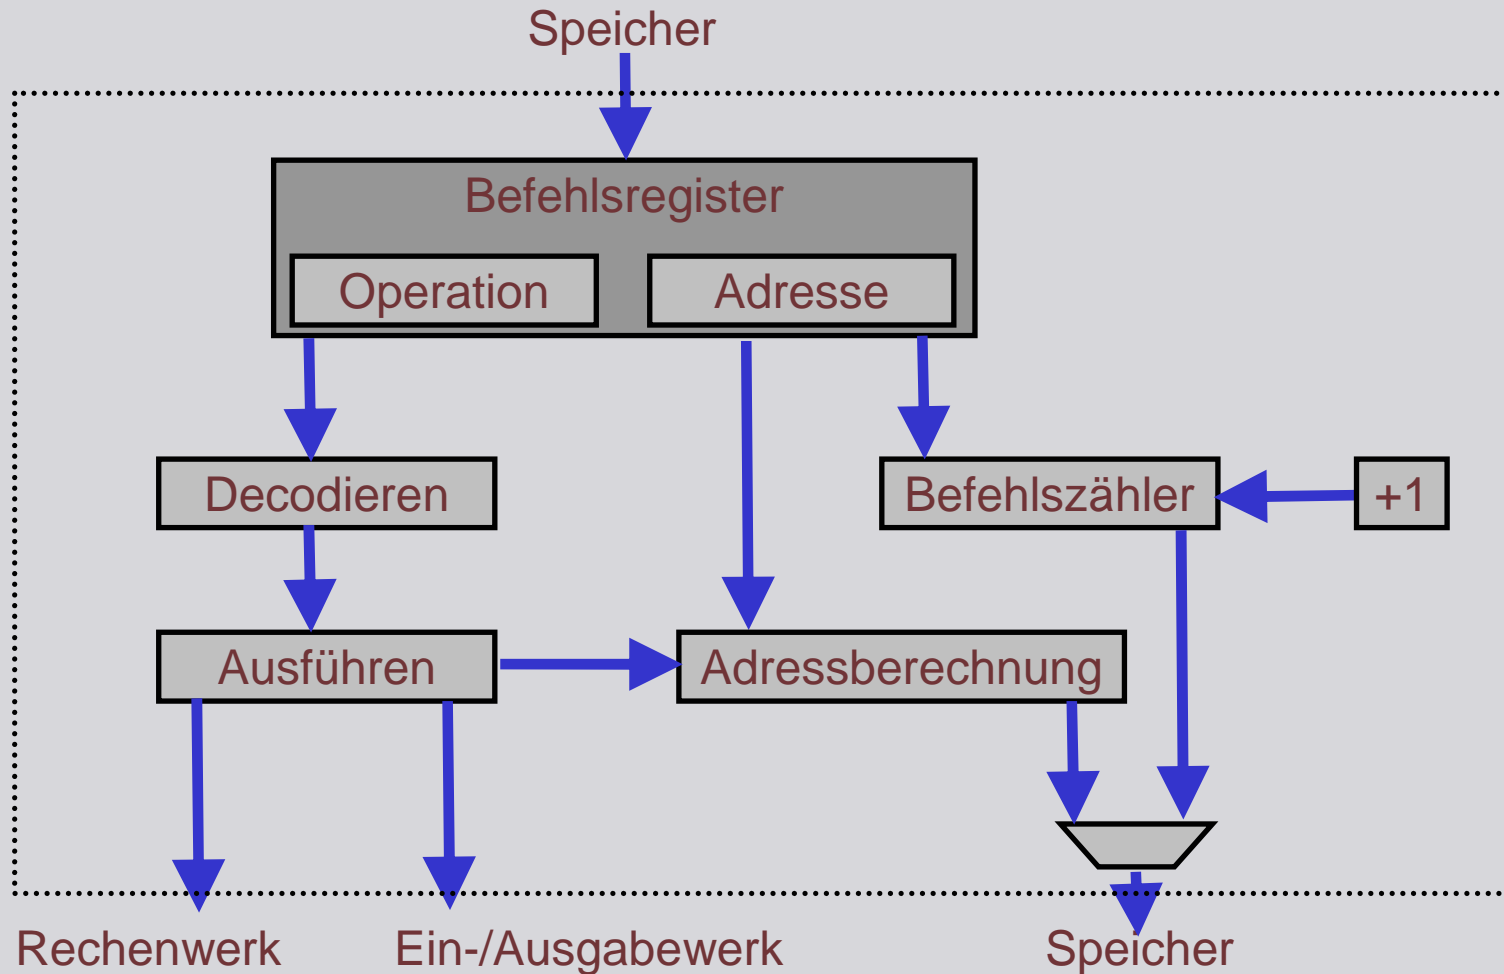 Speicher
Befehlsregister
Operation
Adresse
Decodieren
Befehlszähler
+1
Ausführen
Adressberechnung
Rechenwerk
Ein-/Ausgabewerk
Speicher